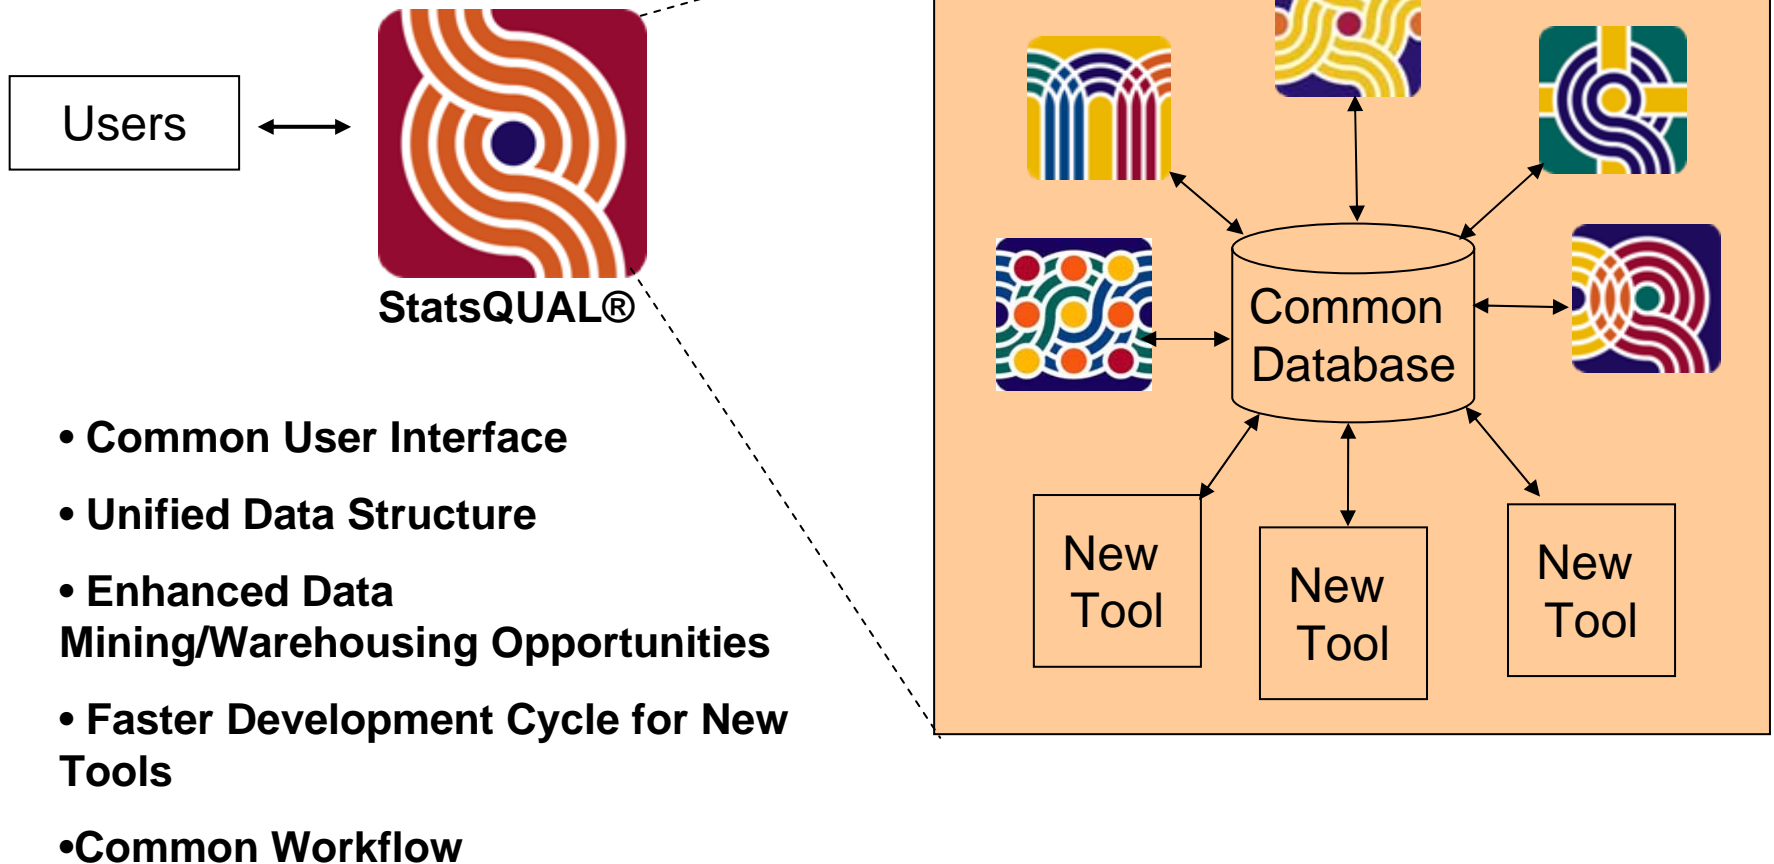 Users
StatsQUAL®
• Common User Interface
• Unified Data Structure
• Enhanced Data
Mining/Warehousing Opportunities
• Faster Development Cycle for New
Tools
•Common Workflow
Common
Database
New
Tool
New
Tool
New
Tool